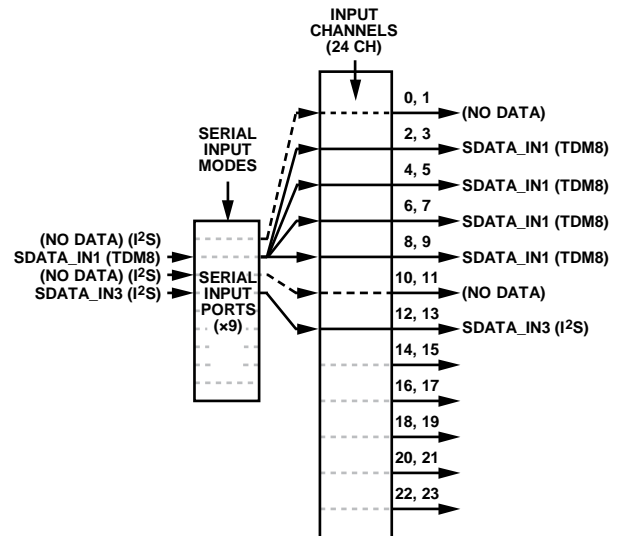 INPUT
CHANNELS
(24 CH)
SERIAL
INPUT
MODES
(NO DATA) (I²S)
SDATA_IN1 (TDM8)
(NO DATA) (I²S)
SDATA_IN3 (I²S)
SERIAL
INPUT
PORTS
(×9)
0, 1
(NO DATA)
2, 3
SDATA_IN1 (TDM8)
4, 5
SDATA_IN1 (TDM8)
6, 7
SDATA_IN1 (TDM8)
8, 9
SDATA_IN1 (TDM8)
10, 11
(NO DATA)
12, 13
SDATA_IN3 (I²S)
14, 15
16, 17
18, 19
20, 21
22, 23